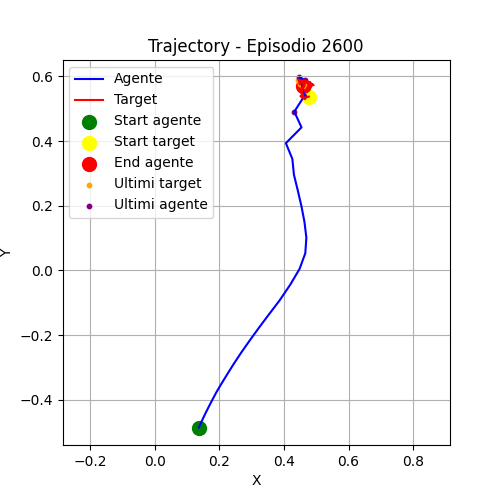 Trajectory - Episodio 2600
Agente
Target
Start agente
Start target
End agente
Ultimi target
Ultimi agente
Y
0.6
0.4
0.2
0.0
−0.2
−0.4
−0.2
0.0
0.2
0.4
0.6
0.8
X